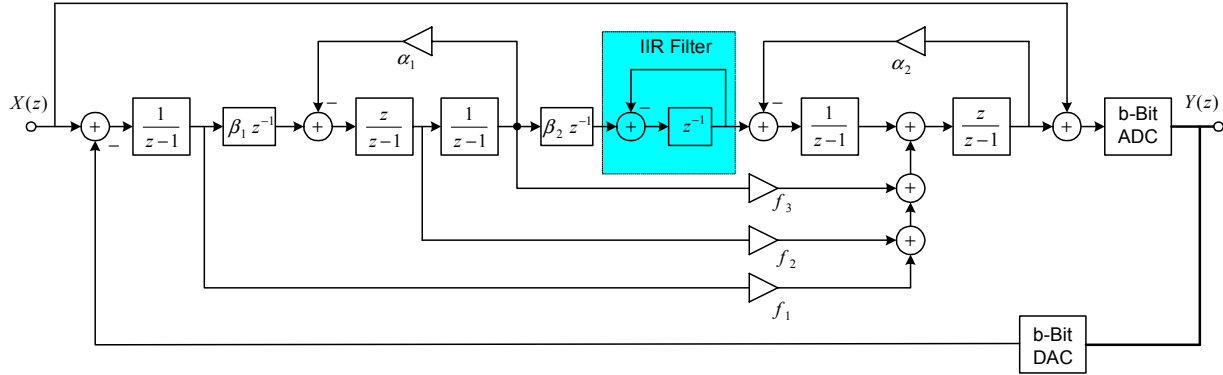 IIR Filter
α₁
α₂
X(z)
Y(z)
+
−
1
z−1
β₁ z⁻¹
−
+
z
z−1
1
z−1
β₂ z⁻¹
−
+
z⁻¹
−
+
1
z−1
+
z
z−1
+
b-Bit
ADC
f₃
+
f₂
+
f₁
b-Bit
DAC